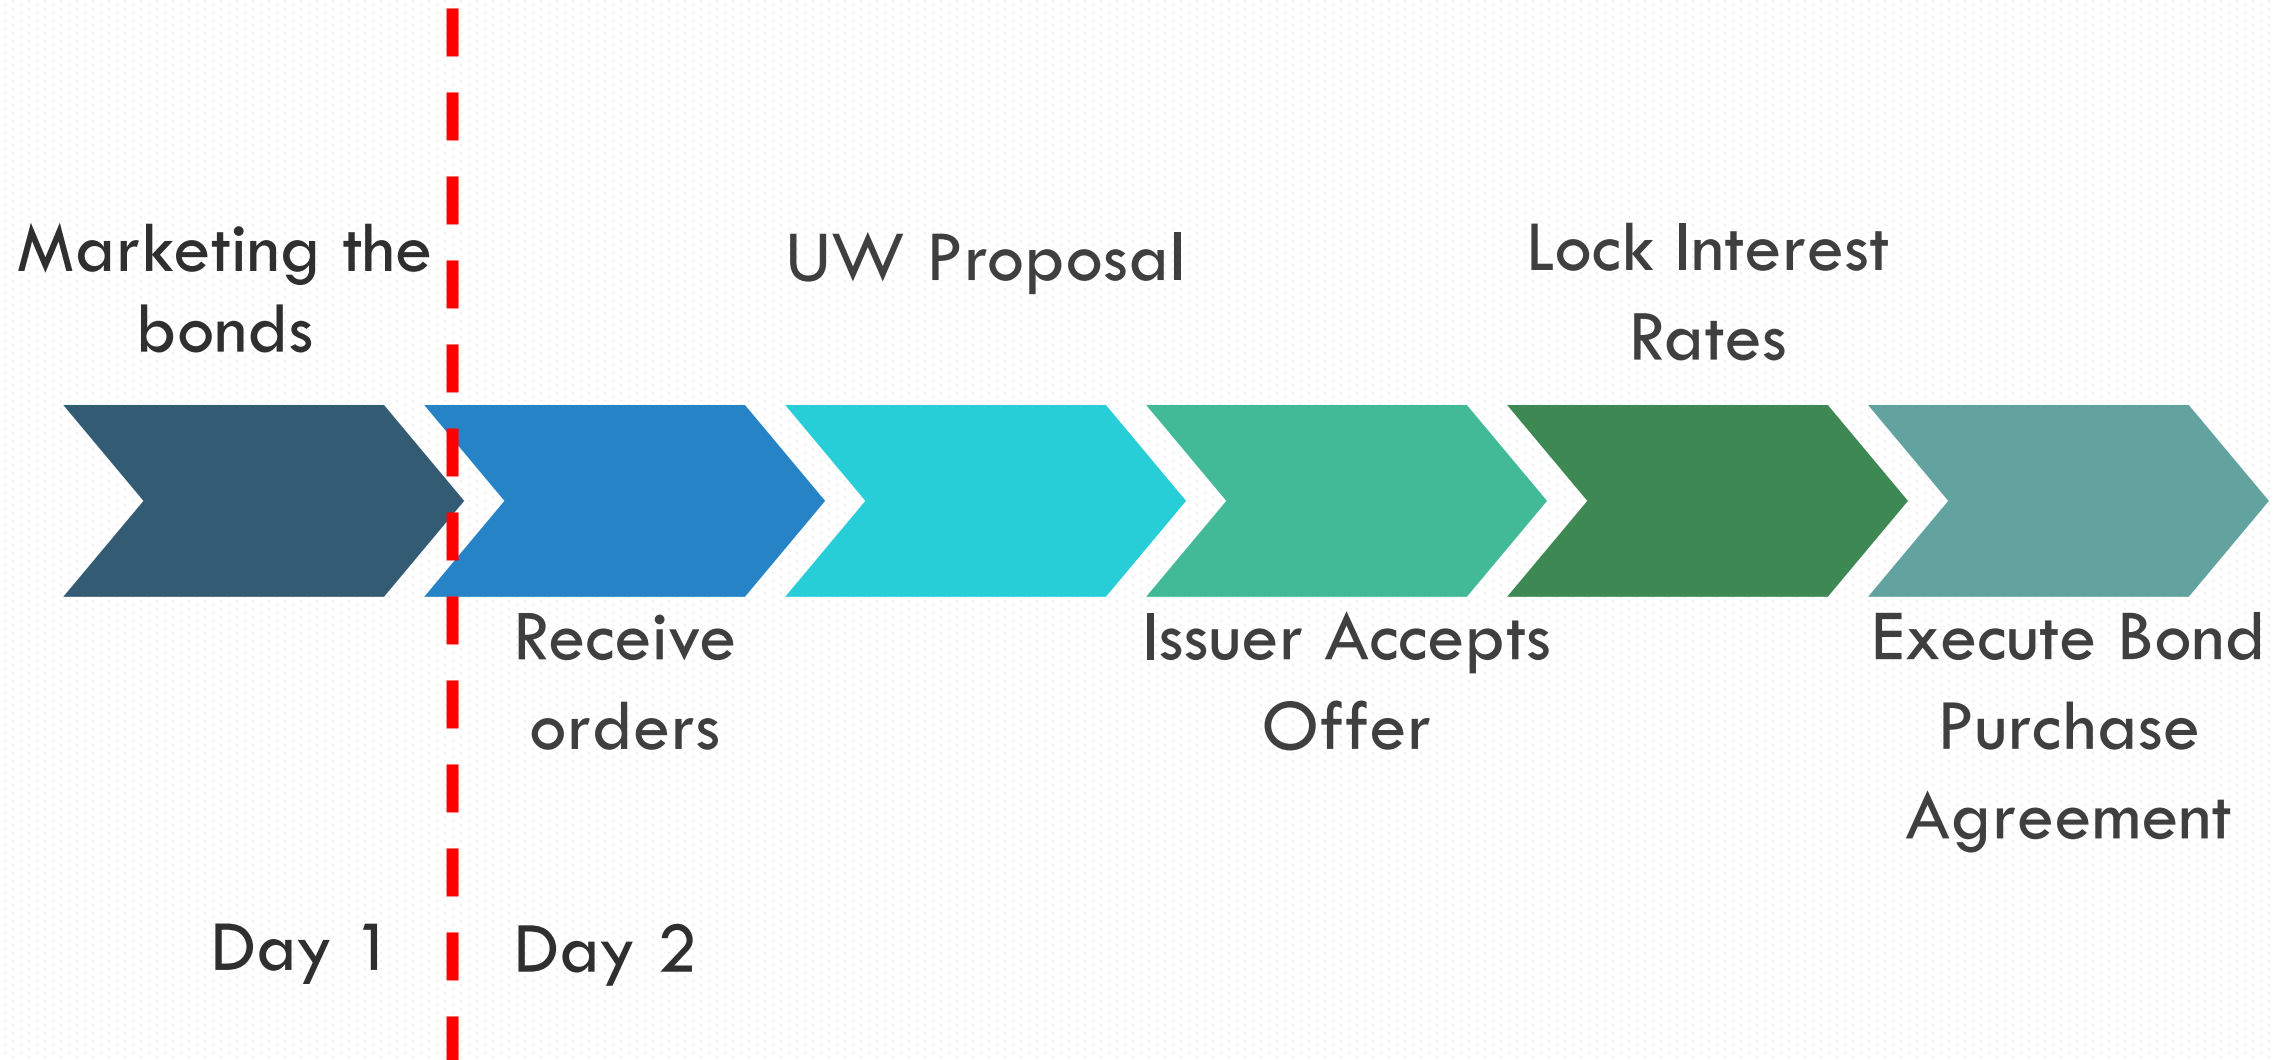 Marketing the
bonds
Receive
orders
UW Proposal
Issuer Accepts
Offer
Lock Interest
Rates
Execute Bond
Purchase
Agreement
Day 1
Day 2